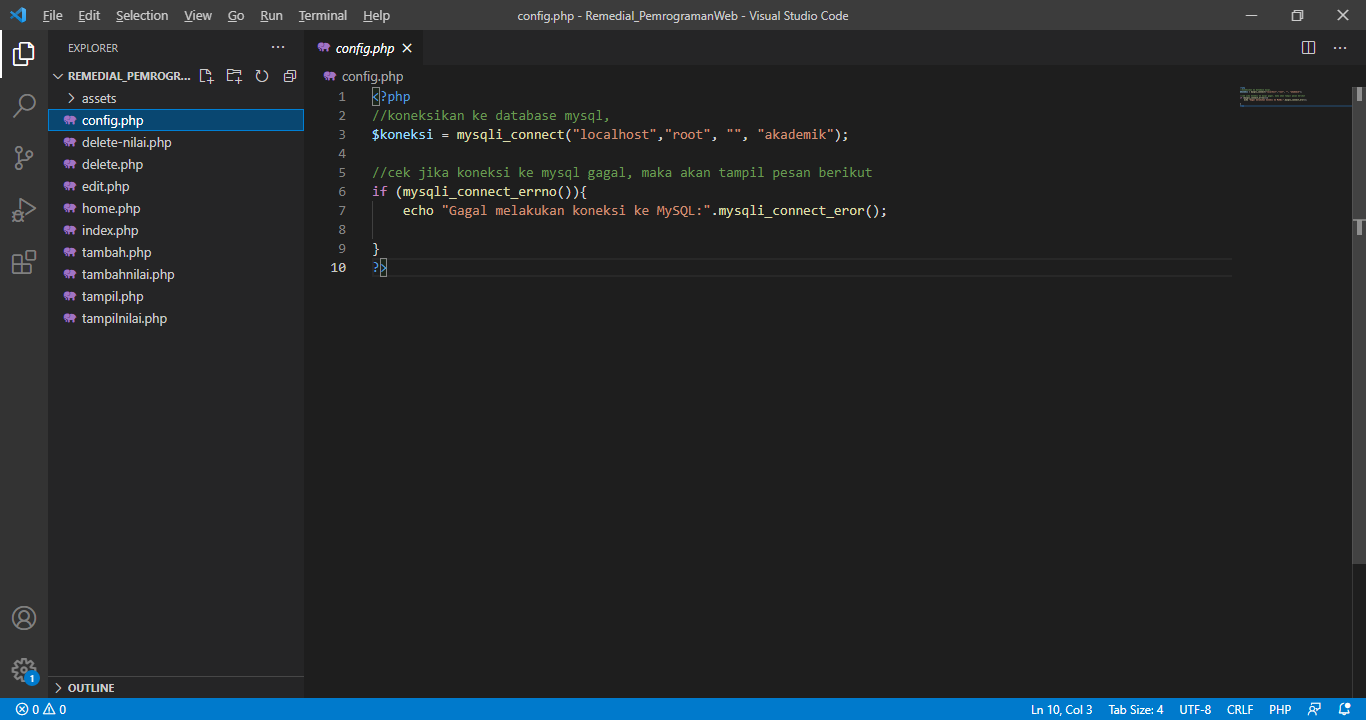 File Edit Selection View Go Run Terminal Help
config.php - Remedial_PemrogramanWeb - Visual Studio Code
EXPLORER
REMEDIAL_PEMROGR...
assets
config.php
delete-nilai.php
delete.php
edit.php
home.php
index.php
tambah.php
tambahnilai.php
tampil.php
tampilnilai.php
OUTLINE
config.php
config.php
1 <?php
2 //koneksikan ke database mysql,
3 $koneksi = mysqli_connect("localhost","root", "", "akademik");
4
5 //cek jika koneksi ke mysql gagal, maka akan tampil pesan berikut
6 if (mysqli_connect_errno()){
7     echo "Gagal melakukan koneksi ke MySQL:".mysqli_connect_eror();
8
9 }
10 ?>
1
0 0
Ln 10, Col 3 Tab Size: 4 UTF-8 CRLF PHP